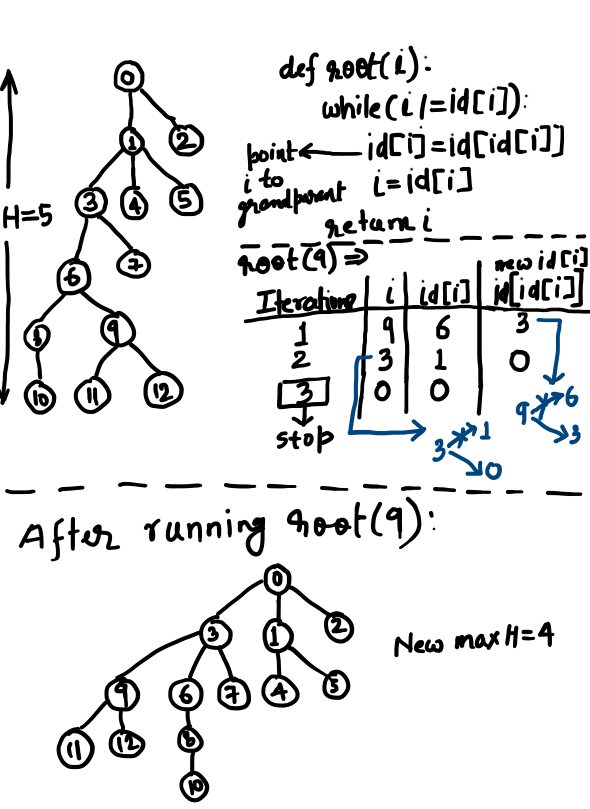 0
1
2
3
4
5
H=5
6
7
8
9
10
11
12
def root(i):
while(i!=id[i]):
id[i]=id[id[i]]
point
i to
grandparent
i=id[i]
return i
root(9) ⇒
Iterations i id[i] new id[i]
id[id[i]]
1 9 6 3
2 3 1 0
3 0 0
stop
9 6
3
3 1
0
After running root(9):
0
3 1 2
9 6 7 4 5
11 12 8
10
New max H=4